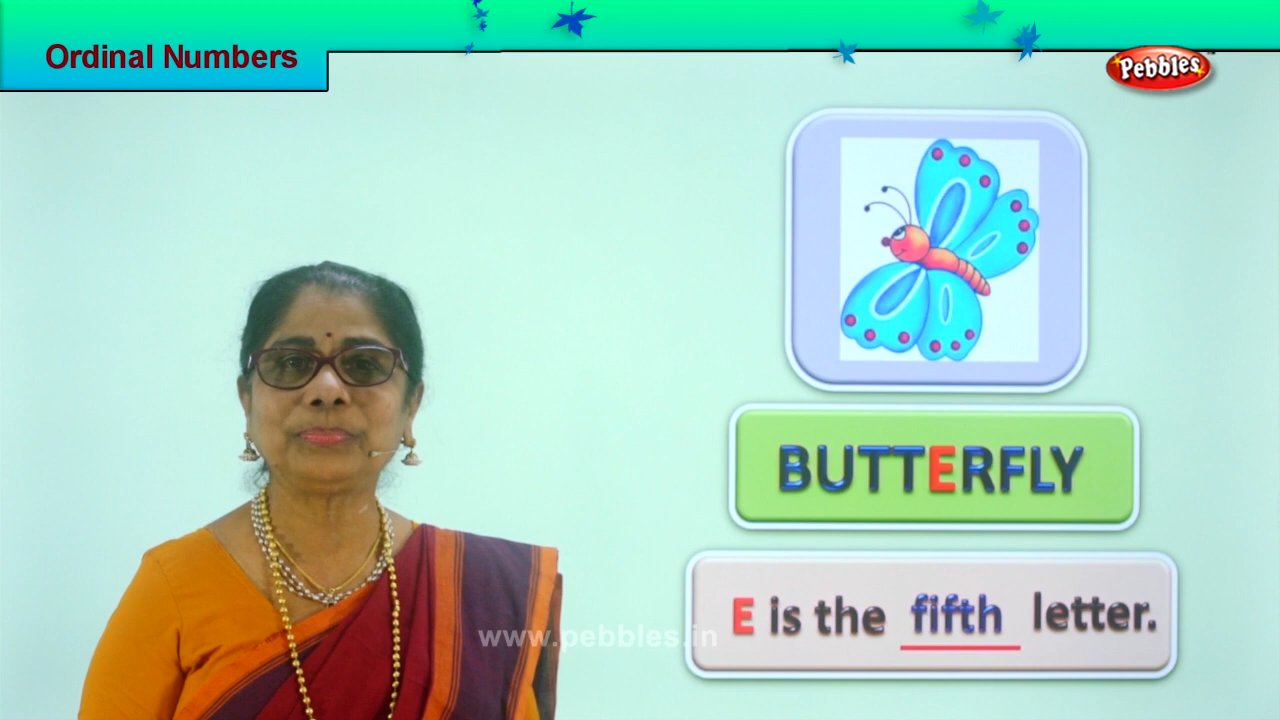 Ordinal Numbers
Pebbles
BUTTERFLY
E is the fifth letter.
www.pebbles.in